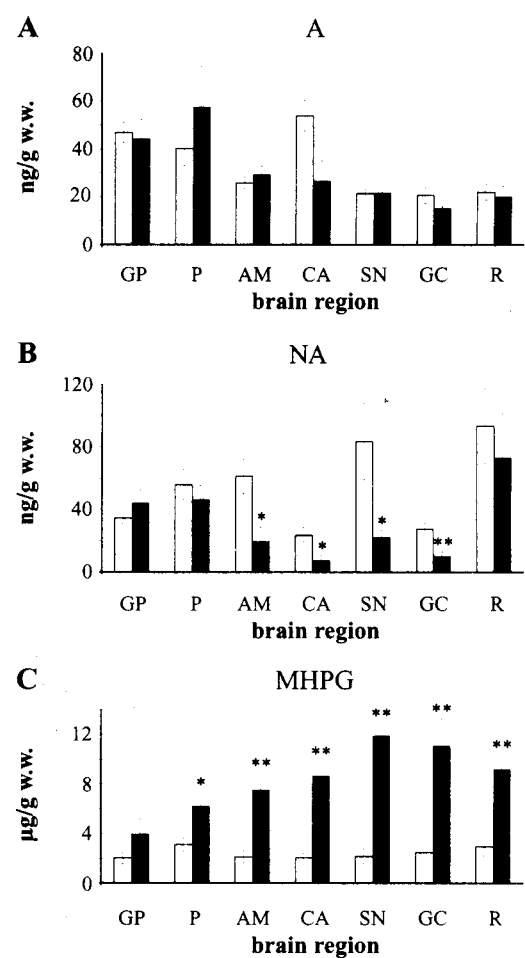 A A
80
60
40
20
0
ng/g w.w.
GP P AM CA SN GC R
brain region
B NA
120
80
40
0
ng/g w.w.
* * * **
GP P AM CA SN GC R
brain region
C MHPG
12
8
4
0
µg/g w.w.
* ** ** ** ** **
GP P AM CA SN GC R
brain region